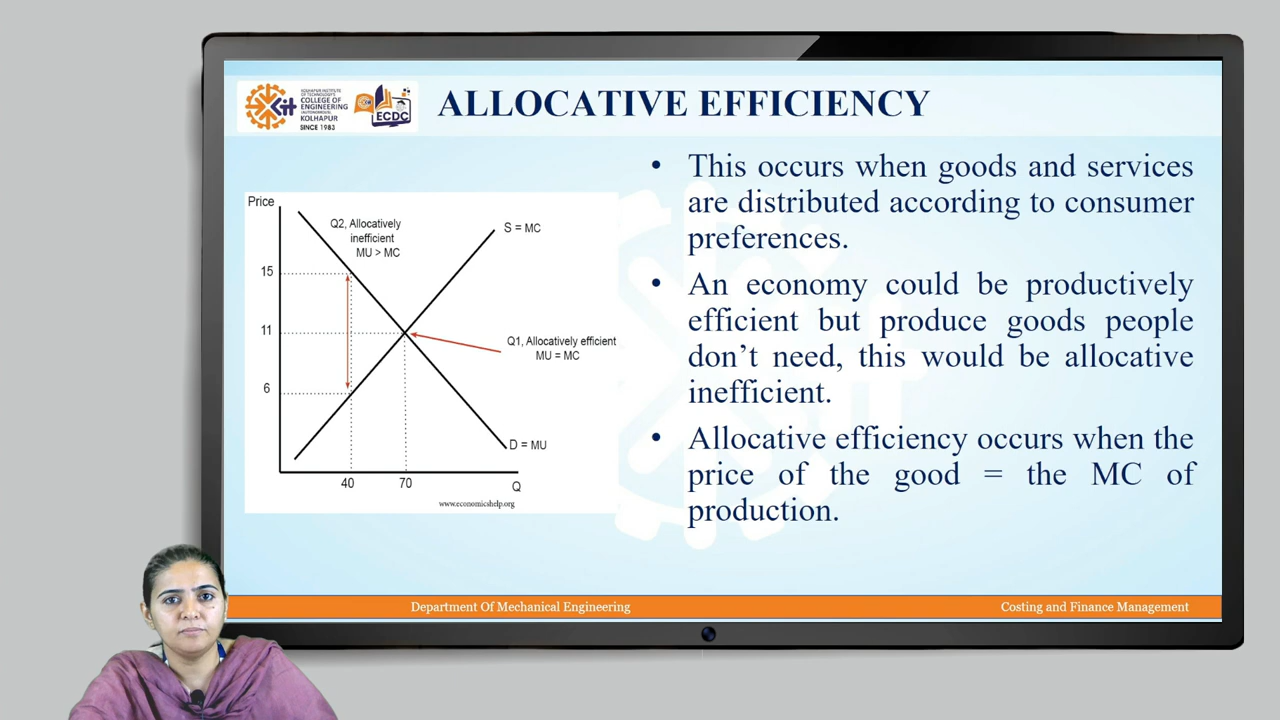 KOLHAPUR INSTITUTE
OF TECHNOLOGY'S
COLLEGE OF
ENGINEERING
(AUTONOMOUS)
KOLHAPUR
SINCE 1983
ECDC
ALLOCATIVE EFFICIENCY
Price
Q2, Allocatively
inefficient
MU > MC
S = MC
15
11
6
Q1, Allocatively efficient
MU = MC
D = MU
40
70
Q
www.economicshelp.org
• This occurs when goods and services
are distributed according to consumer
preferences.
• An economy could be productively
efficient but produce goods people
don’t need, this would be allocative
inefficient.
• Allocative efficiency occurs when the
price of the good = the MC of
production.
Department Of Mechanical Engineering
Costing and Finance Management